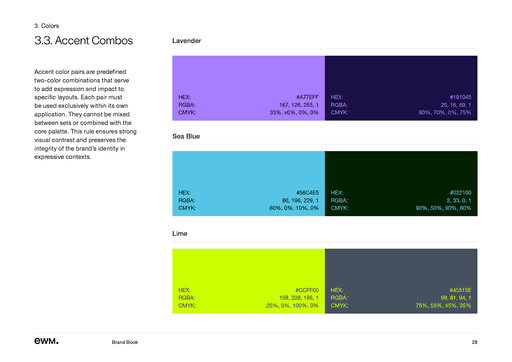 3. Colors
3.3. Accent Combos
Accent color pairs are predefined
two-color combinations that serve
to add expression and impact to
specific layouts. Each pair must
be used exclusively within its own
application. They cannot be mixed
between sets or combined with the
core palette. This rule ensures strong
visual contrast and preserves the
integrity of the brand's identity in
expressive contexts.
Lavender
HEX: #A77EFF
RGBA: 167, 126, 255, 1
CMYK: 35%, 0%, 0%
HEX: #191045
RGBA: 25, 16, 69, 1
CMYK: 80%, 70%, 0%, 75%
Sea Blue
HEX: #56C4E5
RGBA: 86, 196, 229, 1
CMYK: 60%, 0%, 10%, 0%
HEX: #022100
RGBA: 2, 33, 0, 1
CMYK: 90%, 50%, 90%, 80%
Lime
HEX: #CCFF00
RGBA: 158, 228, 186, 1
CMYK: 25%, 0%, 100%, 0%
HEX: #45515E
RGBA: 69, 81, 94, 1
CMYK: 75%, 55%, 45%, 35%
ewm.
Brand Book
28